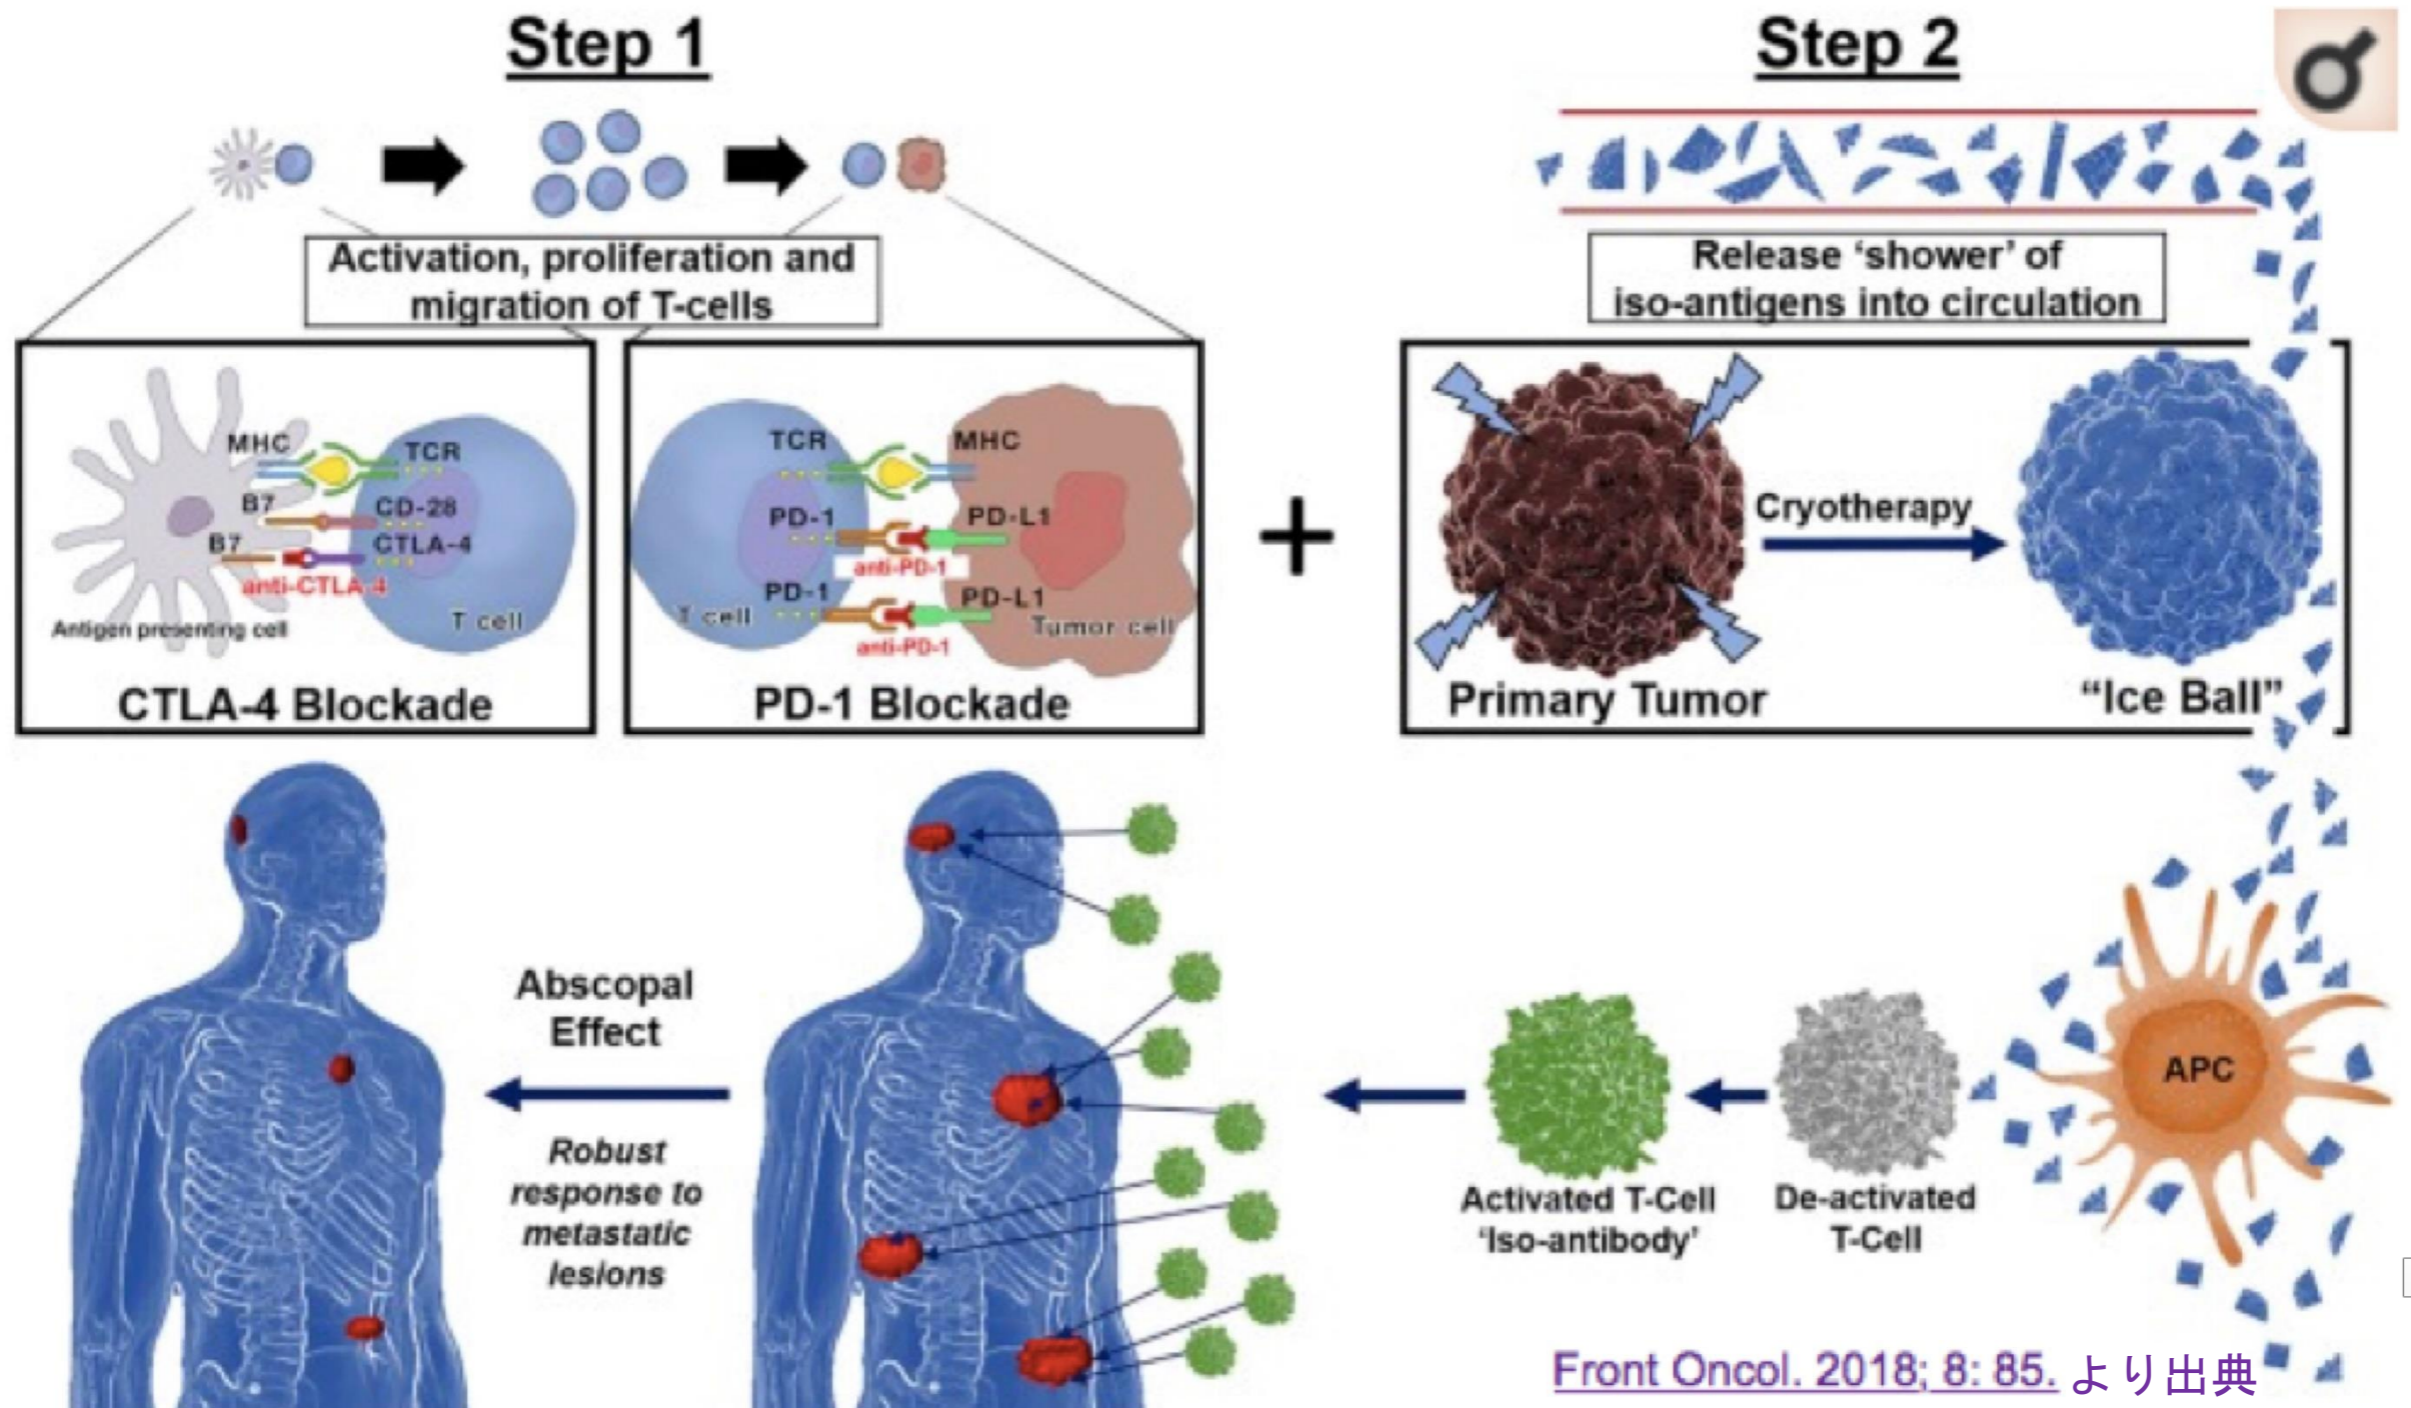 Step 1
Activation, proliferation and
migration of T-cells
MHC
TCR
B7
CD-28
B7
CTLA-4
anti-CTLA-4
Antigen presenting cell
T cell
CTLA-4 Blockade
TCR
MHC
PD-1
PD-L1
anti-PD-1
PD-1
PD-L1
T cell
Tumor cell
anti-PD-1
PD-1 Blockade
+
Step 2
Release ‘shower’ of
iso-antigens into circulation
Cryotherapy
Primary Tumor
“Ice Ball”
APC
De-activated
T-Cell
Activated T-Cell
‘Iso-antibody’
Abscopal
Effect
Robust
response to
metastatic
lesions
Front Oncol. 2018; 8: 85. より出典